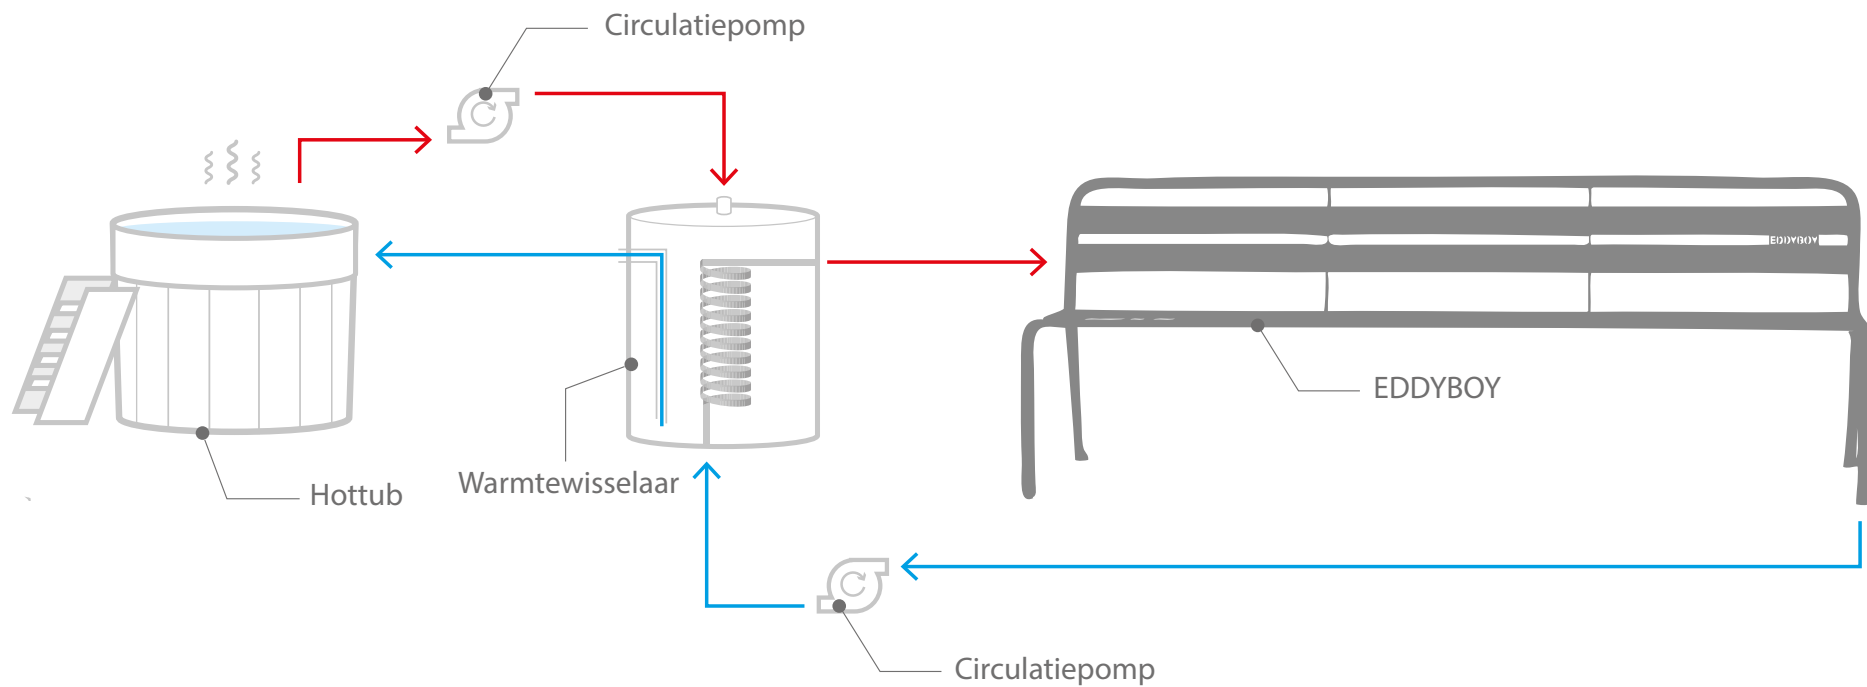 Circulatiepomp
EDDYBOY
EDDYBOY
Warmtewisselaar
Hottub
Circulatiepomp